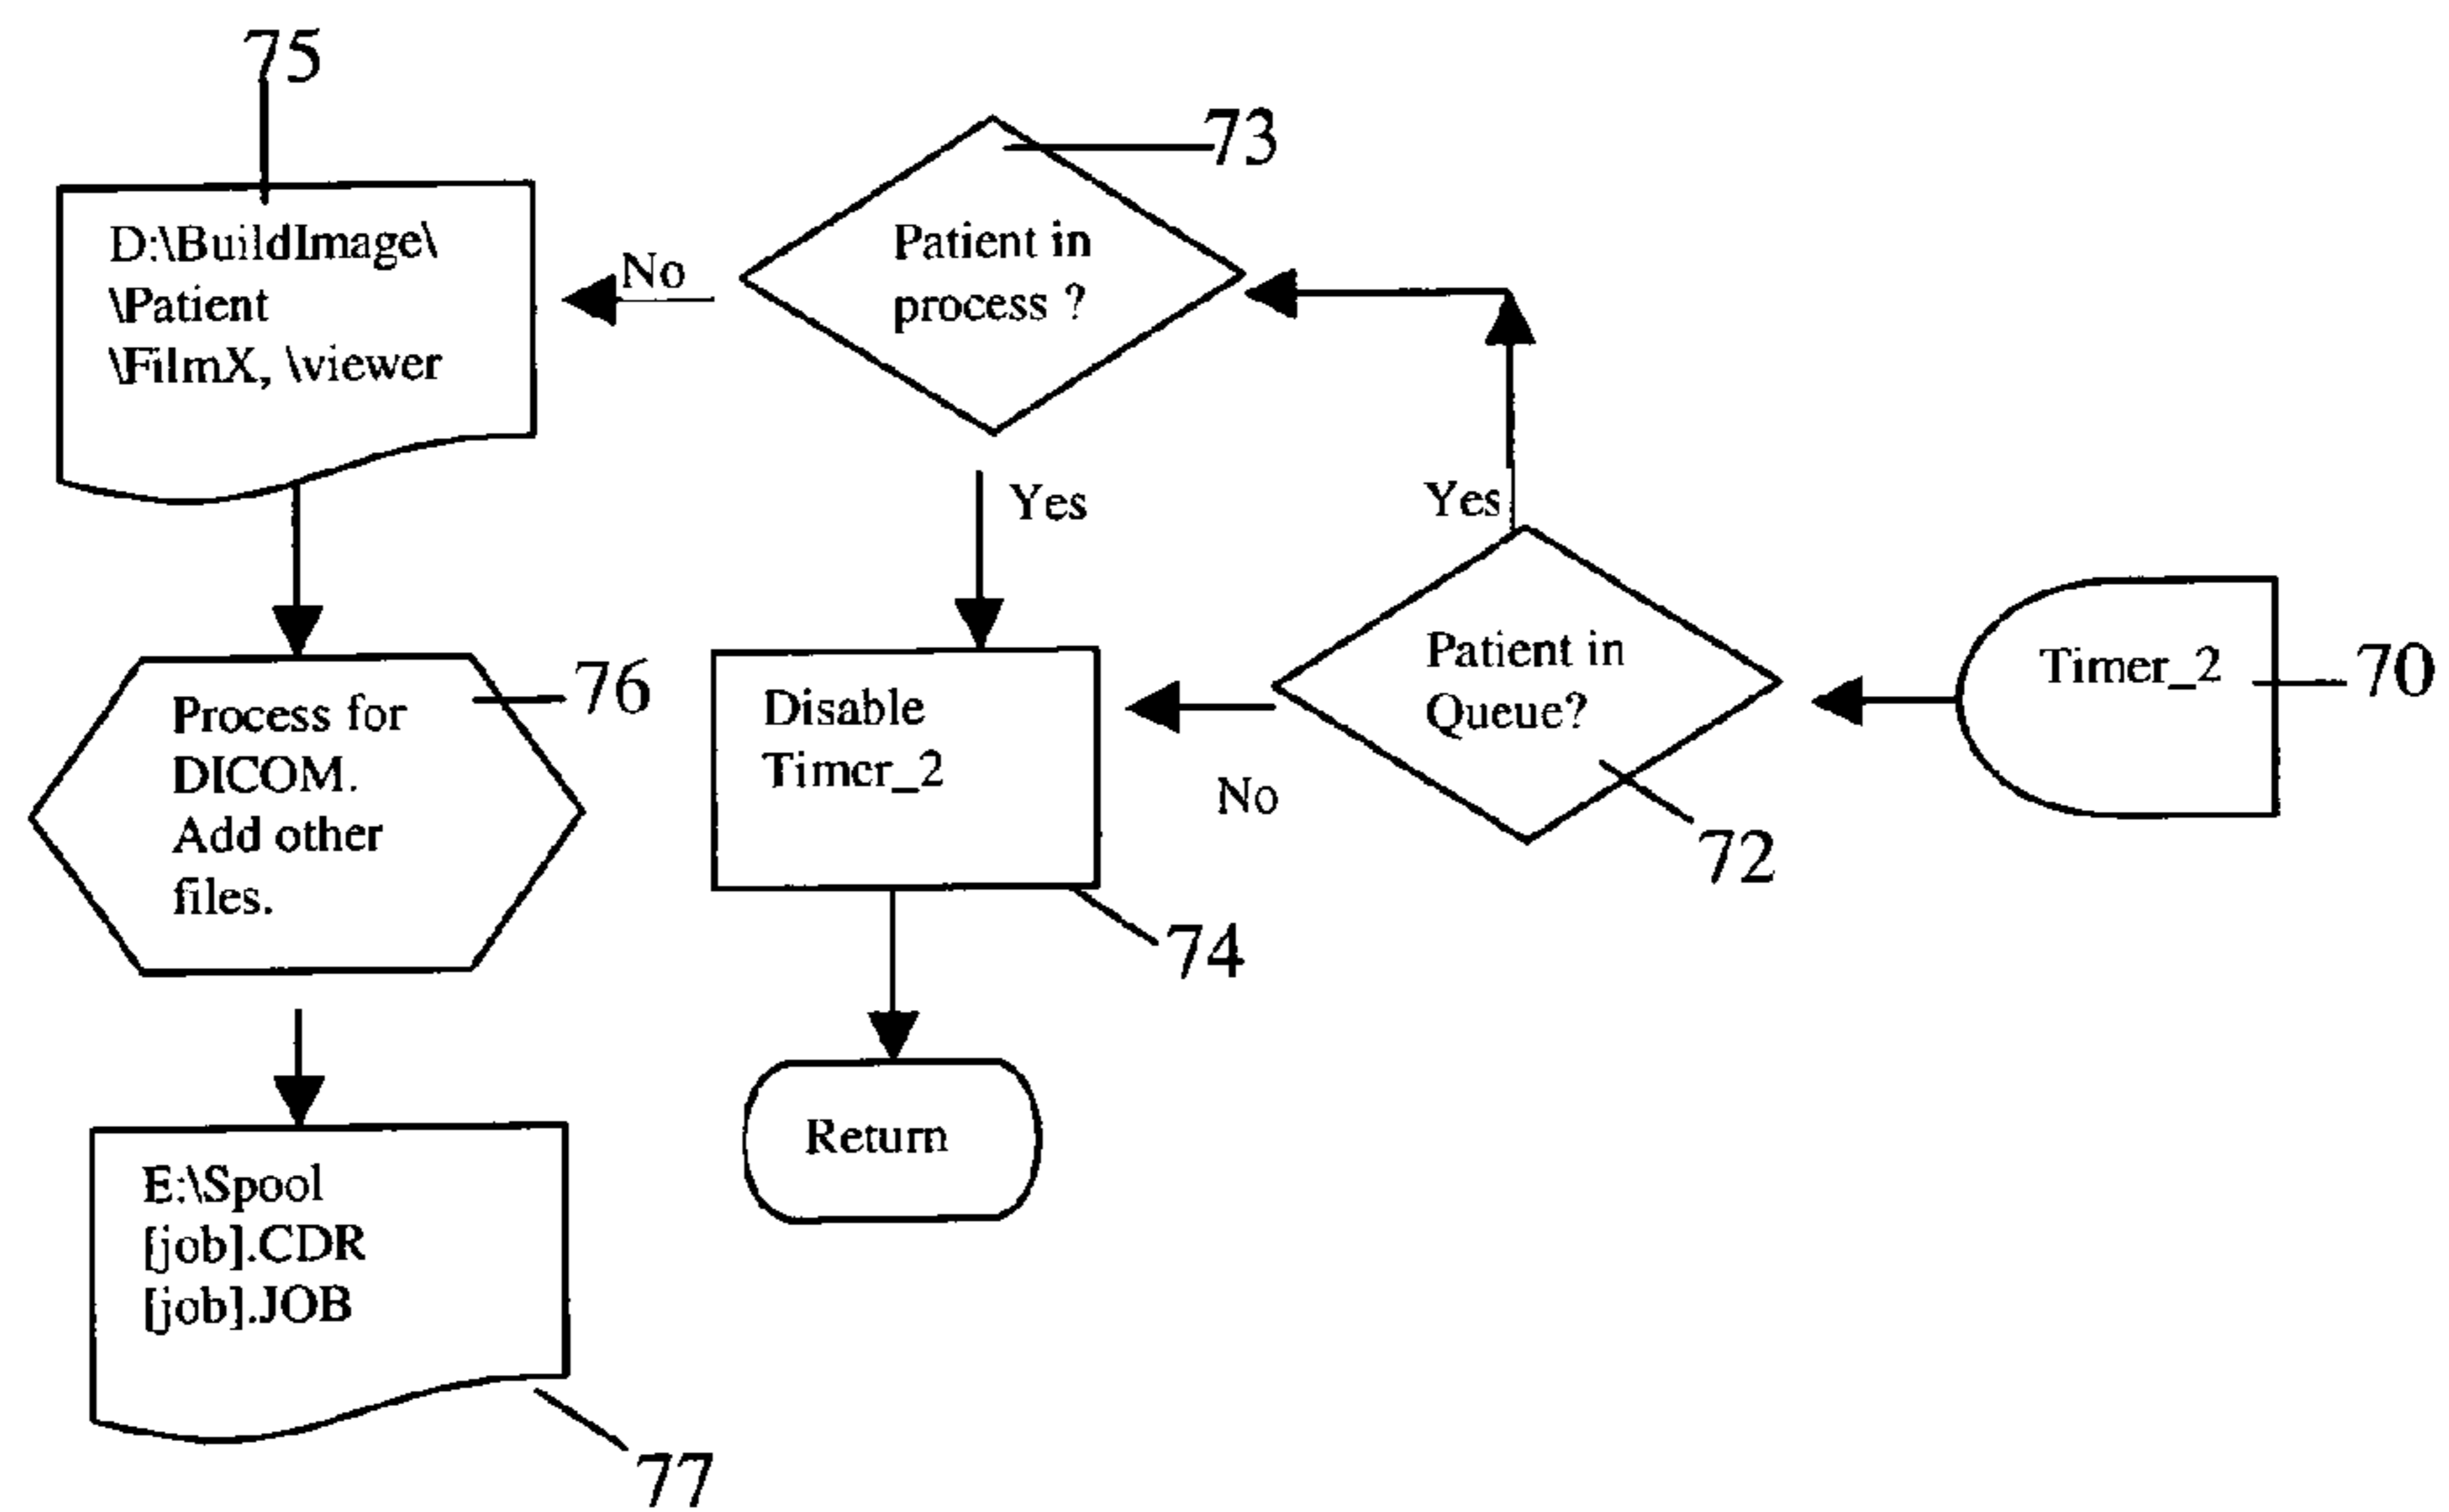 75
73
D:\BuildImage\
\Patient
\FilmX, \viewer
No
Patient in
process ?
Yes
Yes
Patient in
Queue?
Timer_2
70
76
Process for
DICOM.
Add other
files.
Disable
Timer_2
No
72
74
Return
E:\Spool
[job].CDR
[job].JOB
77